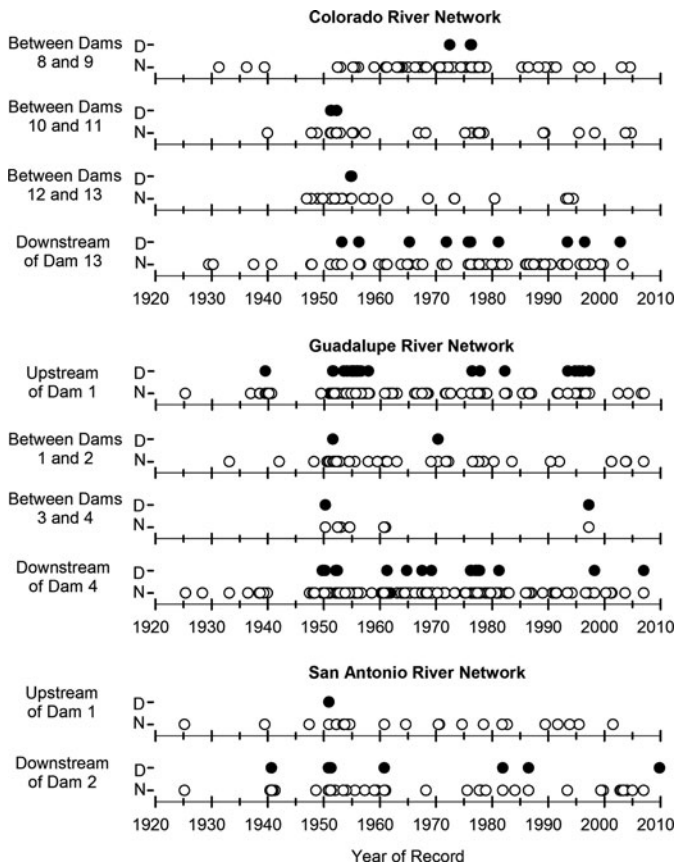 Colorado River Network
Between Dams
8 and 9
D
N
Between Dams
10 and 11
D
N
Between Dams
12 and 13
D
N
Downstream
of Dam 13
D
N
1920 1930 1940 1950 1960 1970 1980 1990 2000 2010
Guadalupe River Network
Upstream
of Dam 1
D
N
Between Dams
1 and 2
D
N
Between Dams
3 and 4
D
N
Downstream
of Dam 4
D
N
1920 1930 1940 1950 1960 1970 1980 1990 2000 2010
San Antonio River Network
Upstream
of Dam 1
D
N
Downstream
of Dam 2
D
N
1920 1930 1940 1950 1960 1970 1980 1990 2000 2010
Year of Record